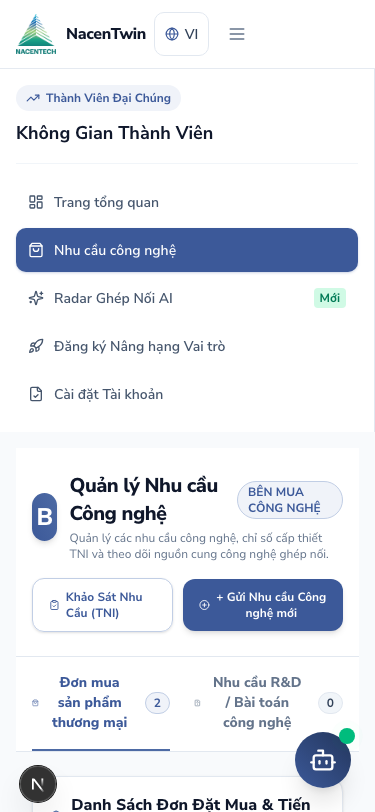 NACENTECH
NacenTwin
VI
Thành Viên Đại Chúng
Không Gian Thành Viên
Trang tổng quan
Nhu cầu công nghệ
Radar Ghép Nối AI
Mới
Đăng ký Nâng hạng Vai trò
Cài đặt Tài khoản
B
Quản lý Nhu cầu
Công nghệ
BÊN MUA
CÔNG NGHỆ
Quản lý các nhu cầu công nghệ, chỉ số cấp thiết
TNI và theo dõi nguồn cung công nghệ ghép nối.
Khảo Sát Nhu
Cầu (TNI)
+ Gửi Nhu cầu Công
nghệ mới
Đơn mua
sản phẩm
thương mại
2
Nhu cầu R&D
/ Bài toán
công nghệ
0
N
Danh Sách Đơn Đặt Mua & Tiến